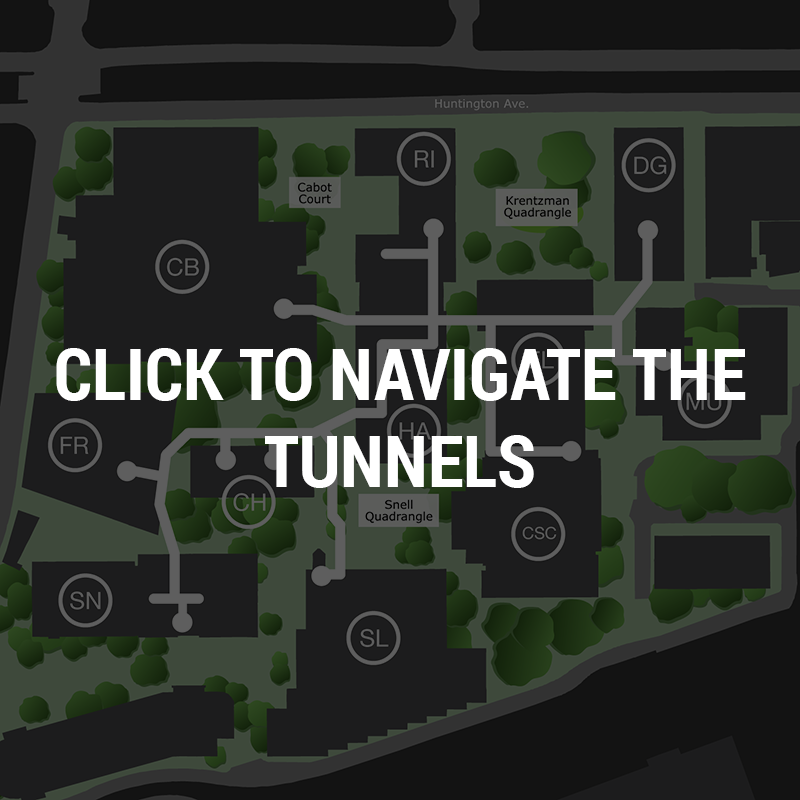 Huntington Ave.
RI
DG
Cabot
Court
Krentzman
Quadrangle
CB
CLICK TO NAVIGATE THE
MU
FR
HA
TUNNELS
CH
Snell
Quadrangle
CSC
SN
SL